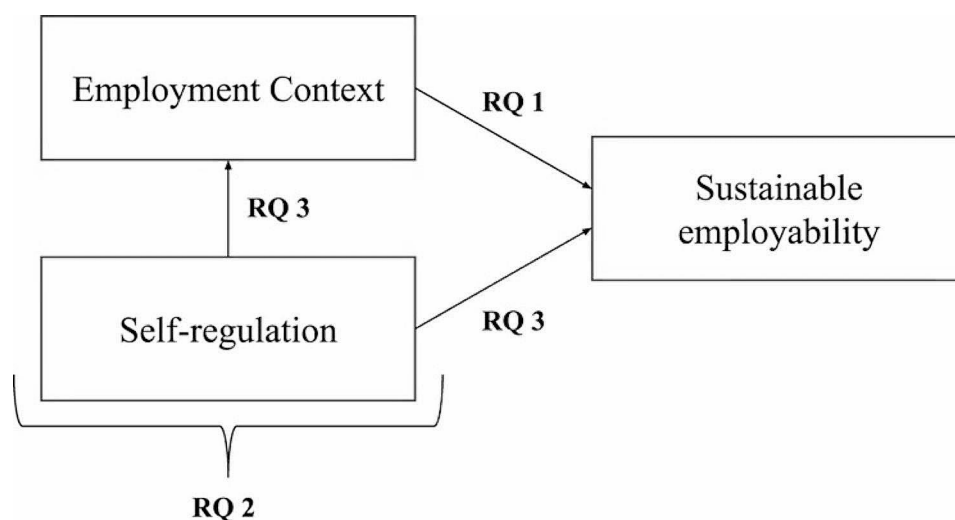 Employment Context
RQ 1
Sustainable
employability
RQ 3
Self-regulation
RQ 3
RQ 2